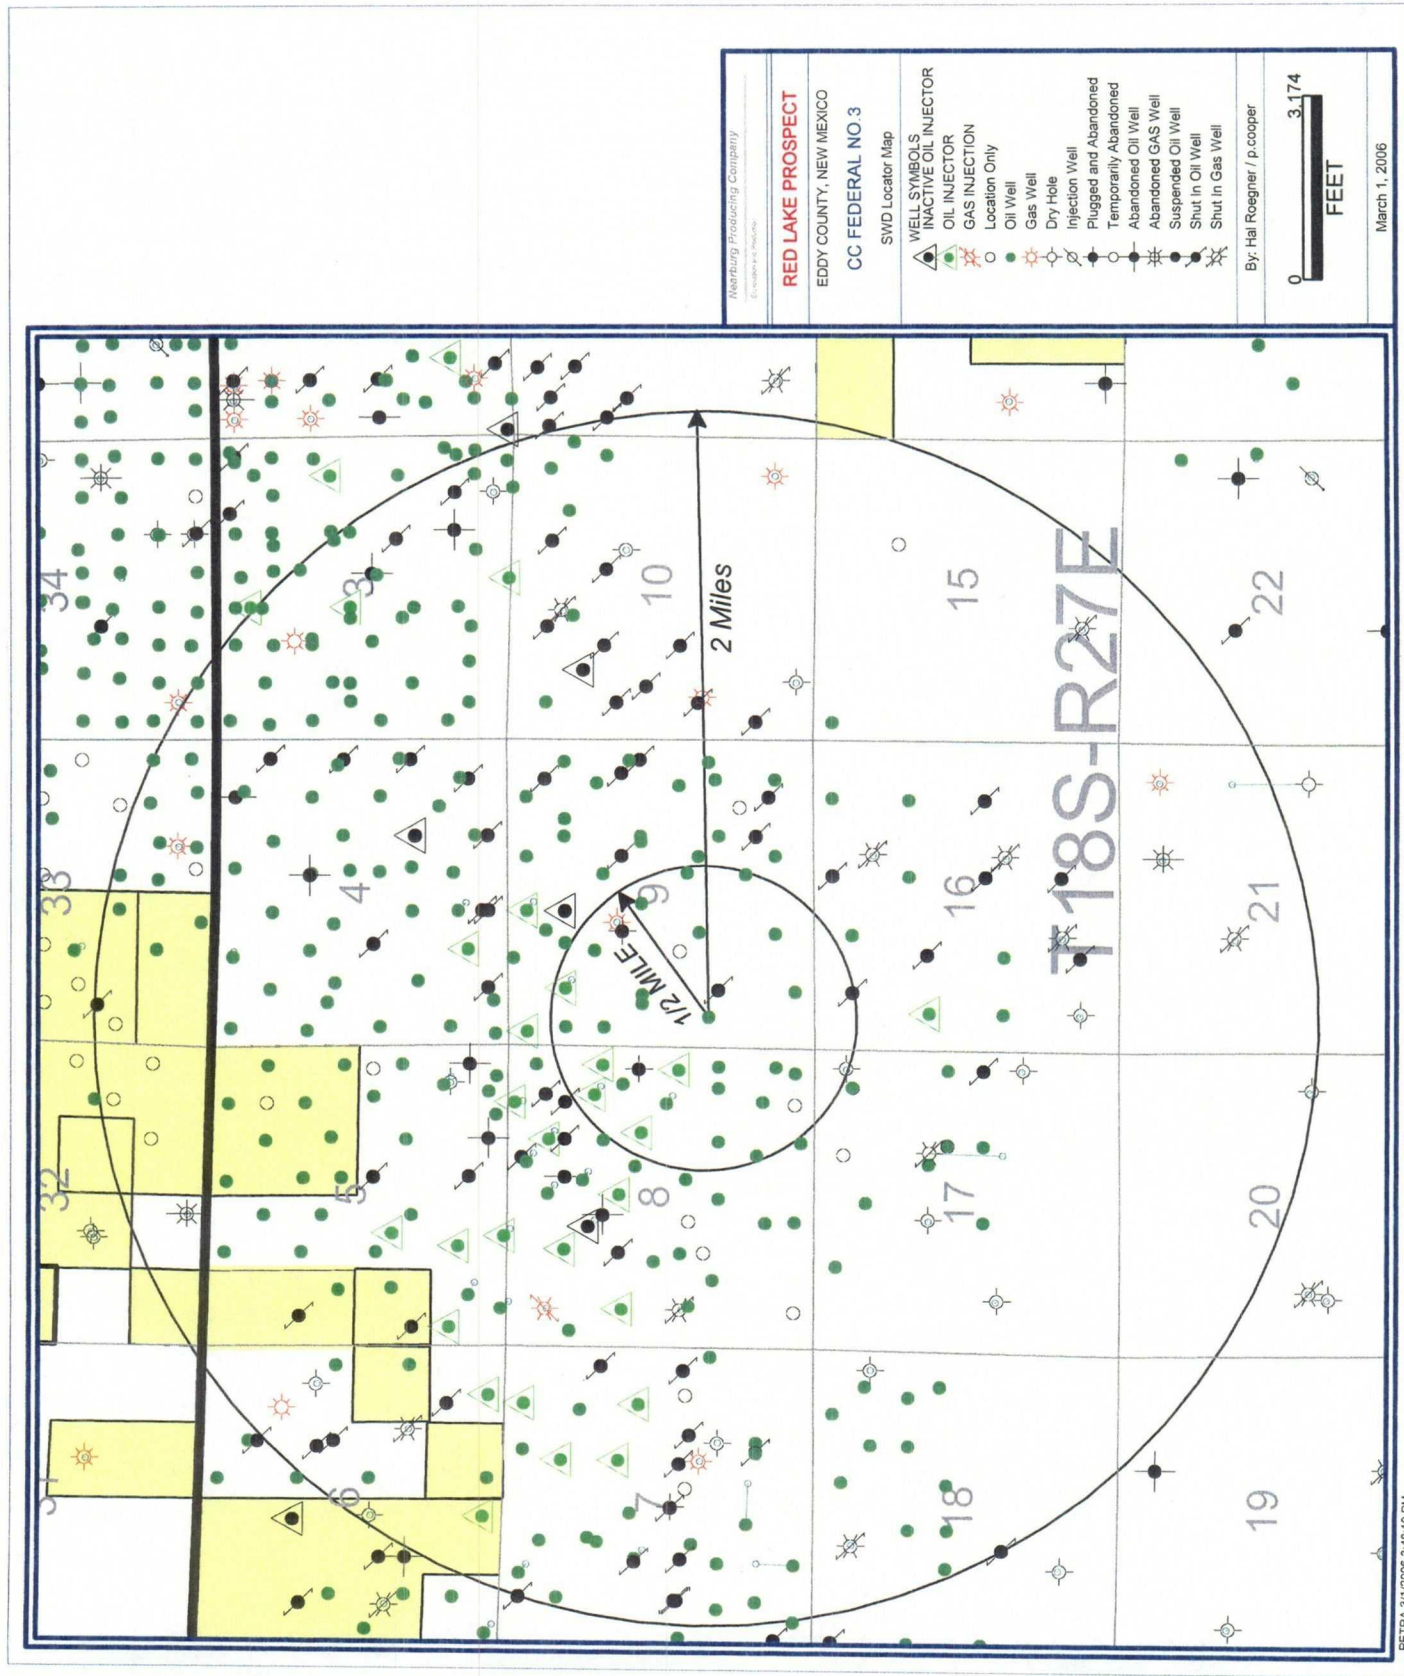 Nearburg Producing Company
Exploration and Production
RED LAKE PROSPECT
EDDY COUNTY, NEW MEXICO
CC FEDERAL NO.3
SWD Locator Map
WELL SYMBOLS
INACTIVE OIL INJECTOR
OIL INJECTOR
GAS INJECTION
Location Only
Oil Well
Gas Well
Dry Hole
Injection Well
Plugged and Abandoned
Temporarily Abandoned
Abandoned Oil Well
Abandoned GAS Well
Suspended Oil Well
Shut In Oil Well
Shut In Gas Well
By: Hal Roegner / p.cooper
0 3,174
FEET
March 1, 2006
32 33 34
6 5 4 3
7 8 9 10
1/2 MILE
2 Miles
18 17 16 15
T18S-R27E
19 20 21 22